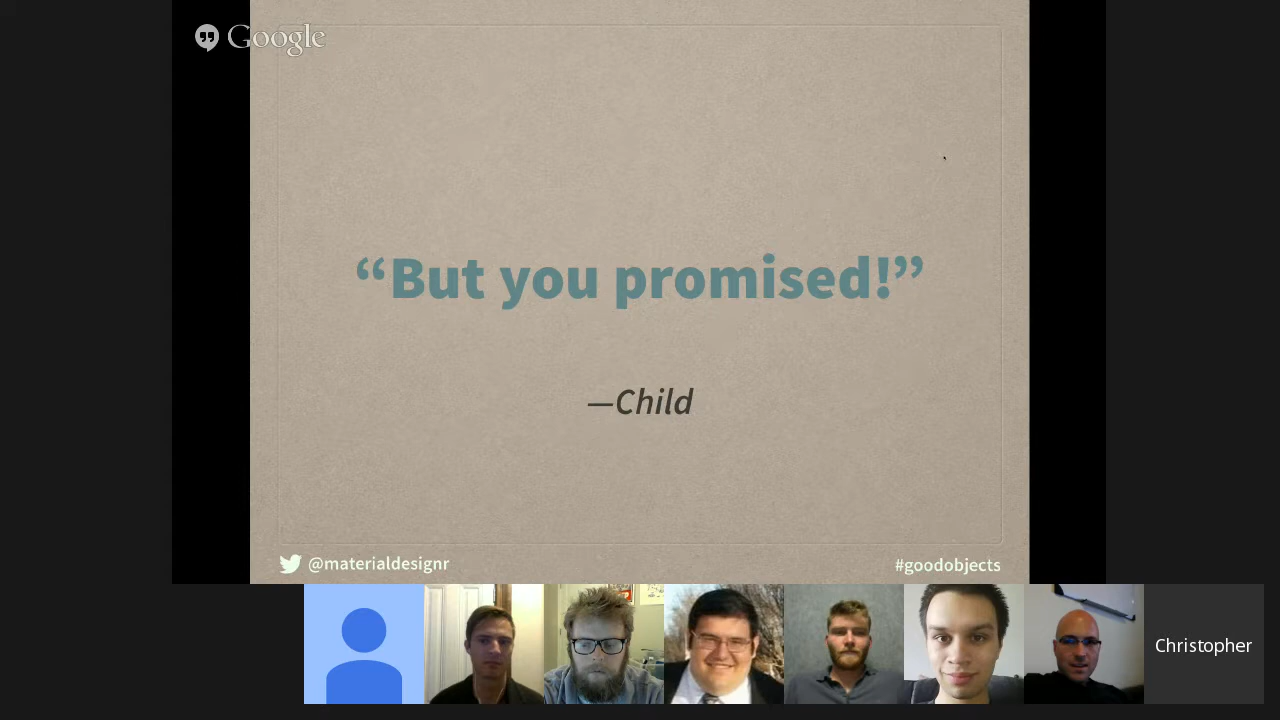 Google
“But you promised!”
—Child
@materialdesignr
#goodobjects
Christopher